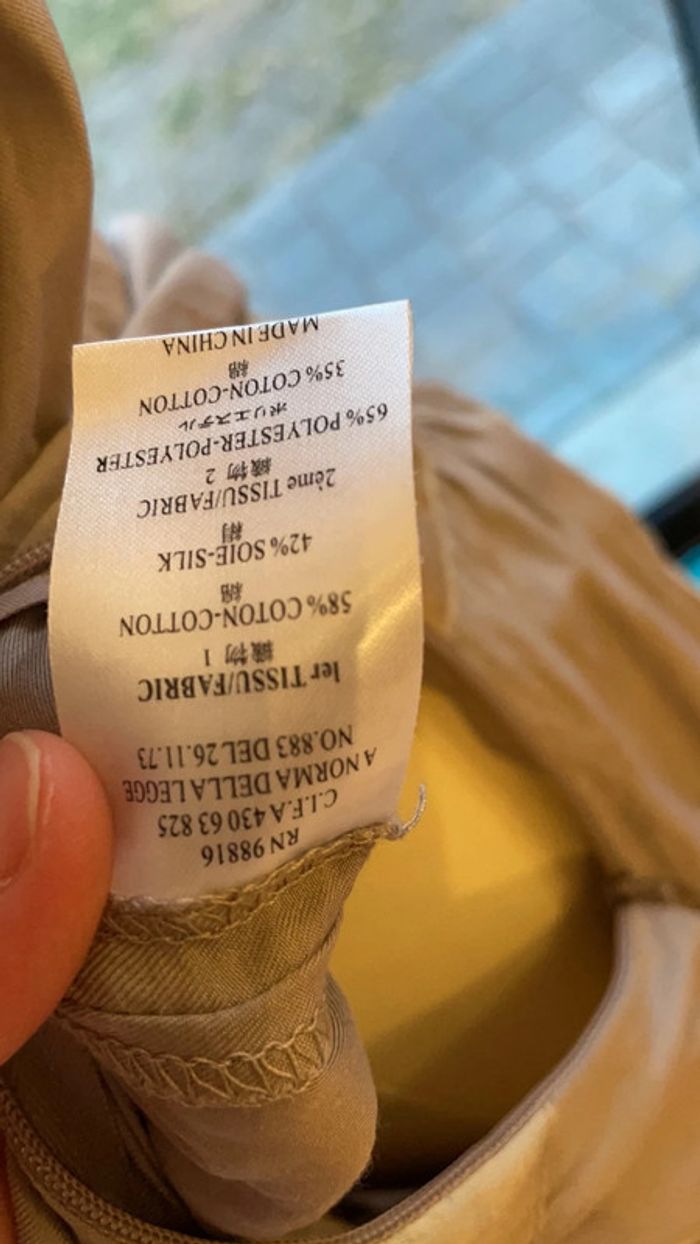 RN 98816
C.I.F.A 430 63 825
A NORMA DELLA LEGGE
NO.883 DEL 26.11.73
1er TISSU/FABRIC
織物 1
58% COTON-COTTON
綿
42% SOIE-SILK
絹
2ème TISSU/FABRIC
織物 2
65% POLYESTER-POLYESTER
ポリエステル
35% COTON-COTTON
綿
MADE IN CHINA